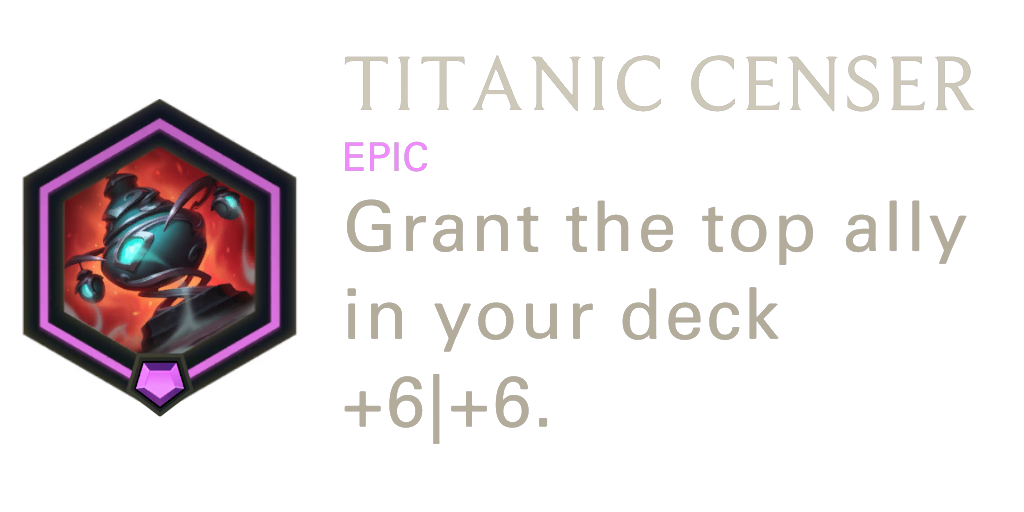 TITANIC CENSER
EPIC
Grant the top ally
in your deck
+6|+6.